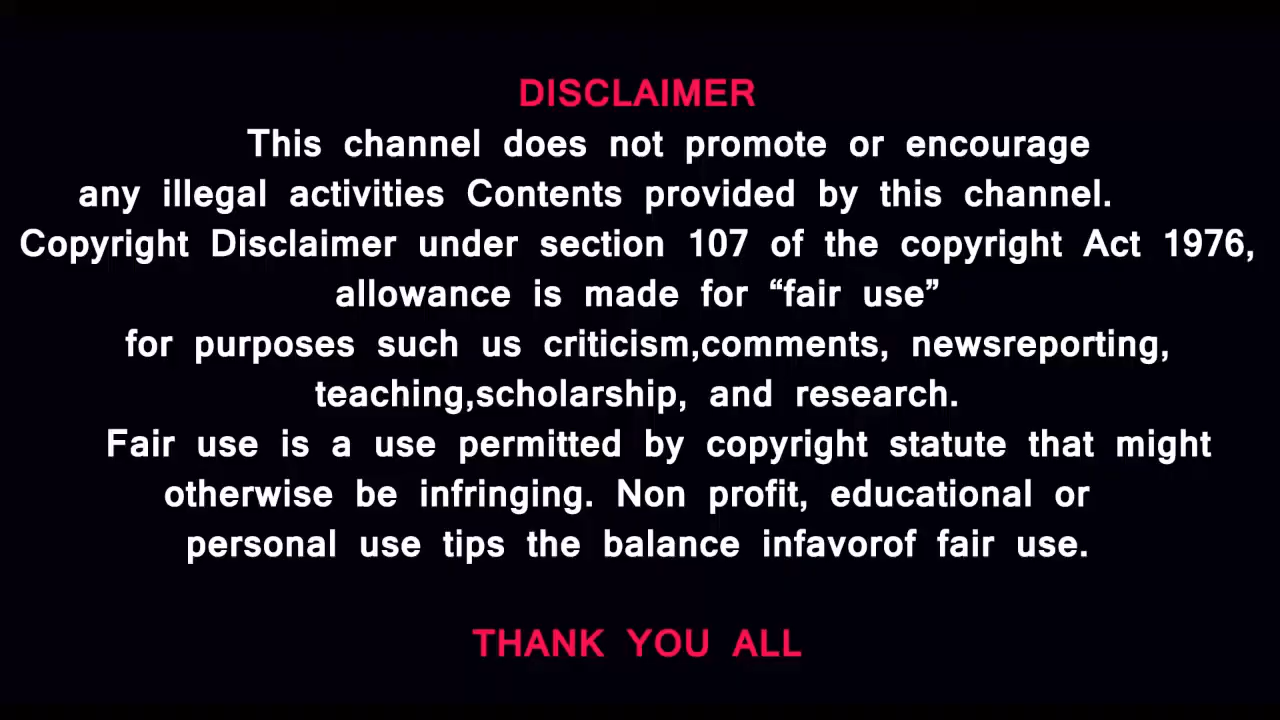 DISCLAIMER
This channel does not promote or encourage
any illegal activities Contents provided by this channel.
Copyright Disclaimer under section 107 of the copyright Act 1976,
allowance is made for “fair use”
for purposes such us criticism,comments, newsreporting,
teaching,scholarship, and research.
Fair use is a use permitted by copyright statute that might
otherwise be infringing. Non profit, educational or
personal use tips the balance infavorof fair use.
THANK YOU ALL